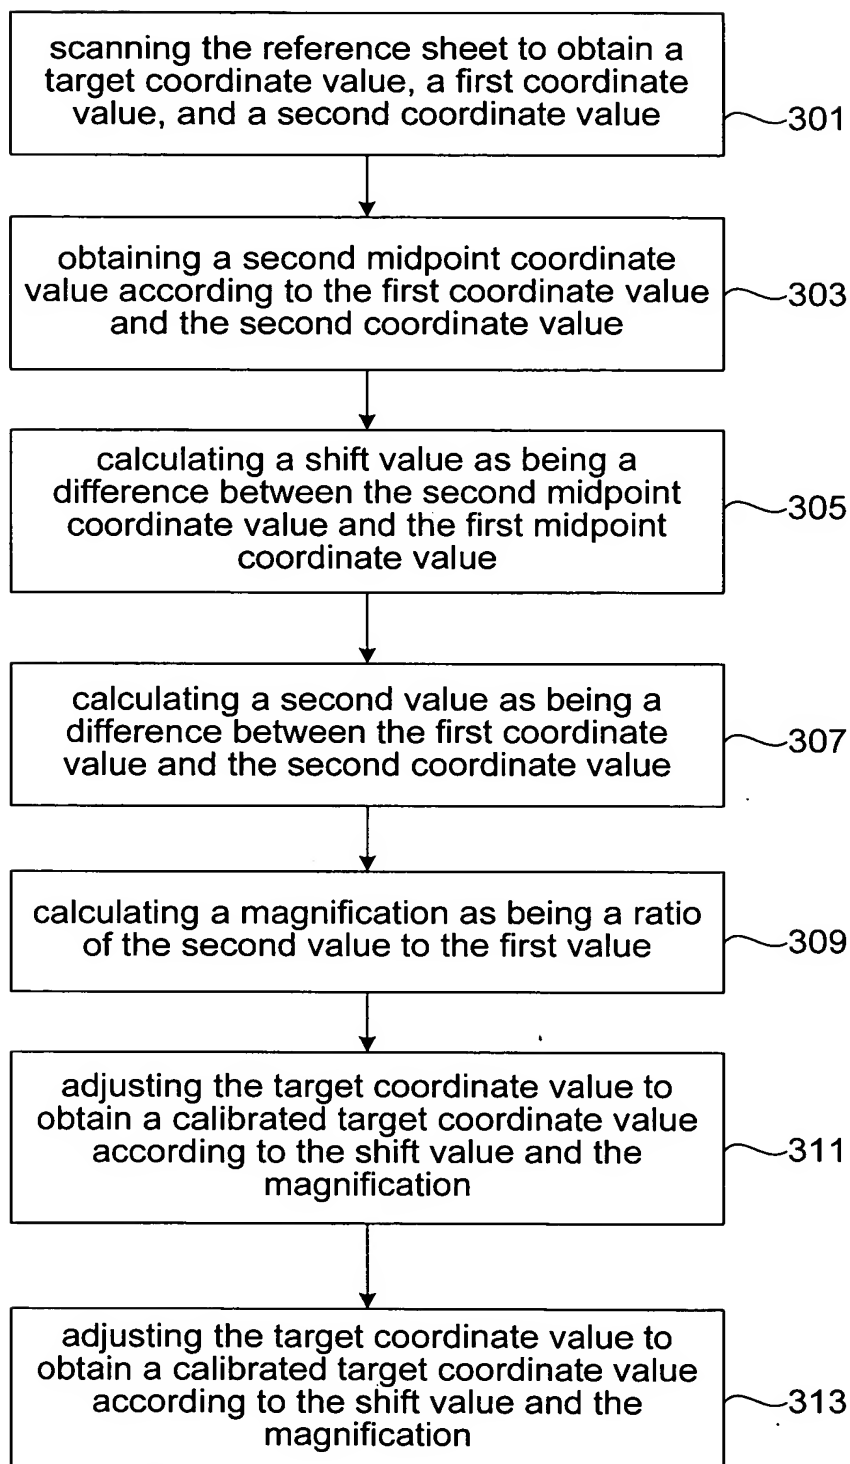 scanning the reference sheet to obtain a
target coordinate value, a first coordinate
value, and a second coordinate value
301
obtaining a second midpoint coordinate
value according to the first coordinate value
and the second coordinate value
303
calculating a shift value as being a
difference between the second midpoint
coordinate value and the first midpoint
coordinate value
305
calculating a second value as being a
difference between the first coordinate
value and the second coordinate value
307
calculating a magnification as being a ratio
of the second value to the first value
309
adjusting the target coordinate value to
obtain a calibrated target coordinate value
according to the shift value and the
magnification
311
adjusting the target coordinate value to
obtain a calibrated target coordinate value
according to the shift value and the
magnification
313